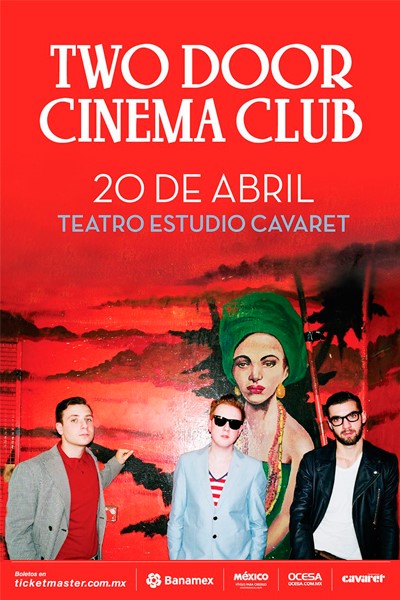 TWO DOOR
CINEMA CLUB
20 DE ABRIL
TEATRO ESTUDIO CAVARET
Boletos en
ticketmaster.com.mx
Banamex
MÉXICO
OCESA
OCESA.COM.MX
cavaret